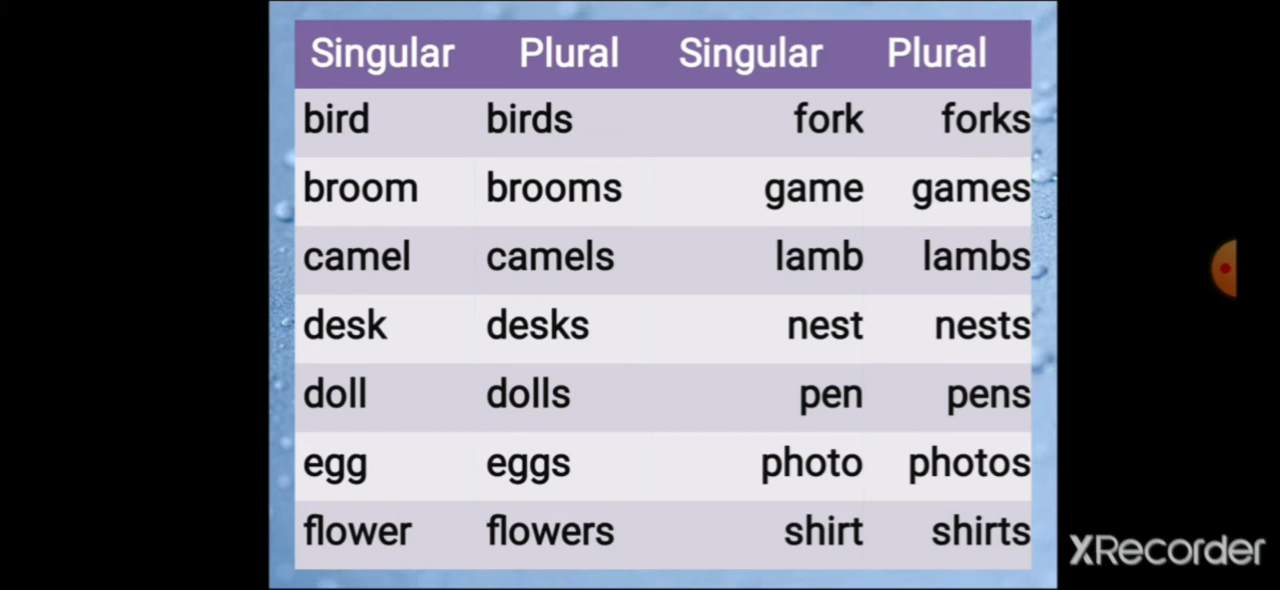 Singular Plural Singular Plural
bird birds fork forks
broom brooms game games
camel camels lamb lambs
desk desks nest nests
doll dolls pen pens
egg eggs photo photos
flower flowers shirt shirts
XRecorder